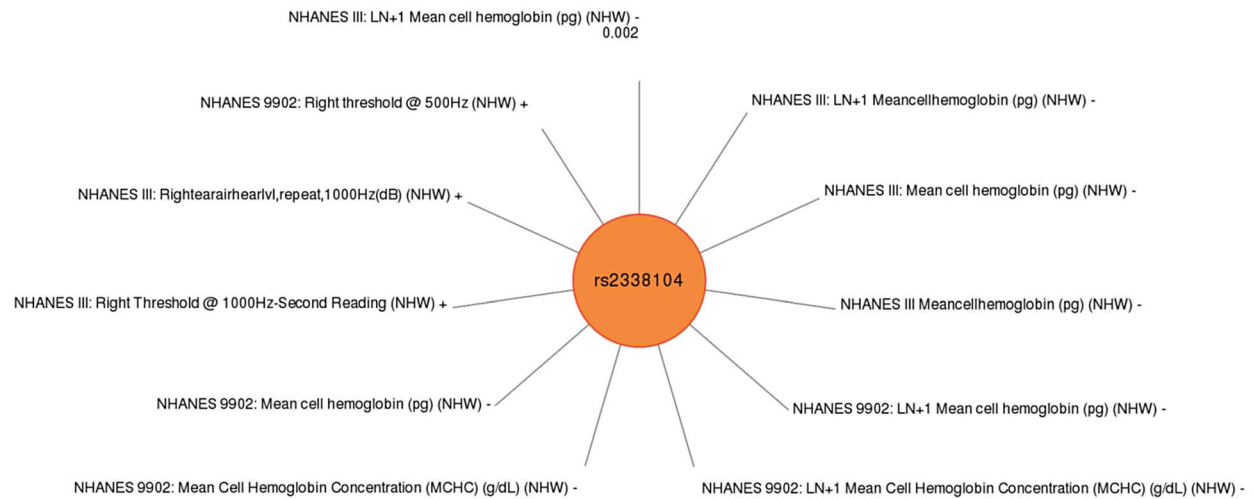 NHANES III: LN+1 Mean cell hemoglobin (pg) (NHW) -
0.002
NHANES 9902: Right threshold @ 500Hz (NHW) +
NHANES III: LN+1 Meancellhemoglobin (pg) (NHW) -
NHANES III: Rightearairhearlvl,repeat,1000Hz(dB) (NHW) +
NHANES III: Mean cell hemoglobin (pg) (NHW) -
rs2338104
NHANES III: Right Threshold @ 1000Hz-Second Reading (NHW) +
NHANES III Meancellhemoglobin (pg) (NHW) -
NHANES 9902: Mean cell hemoglobin (pg) (NHW) -
NHANES 9902: LN+1 Mean cell hemoglobin (pg) (NHW) -
NHANES 9902: Mean Cell Hemoglobin Concentration (MCHC) (g/dL) (NHW) -
NHANES 9902: LN+1 Mean Cell Hemoglobin Concentration (MCHC) (g/dL) (NHW) -